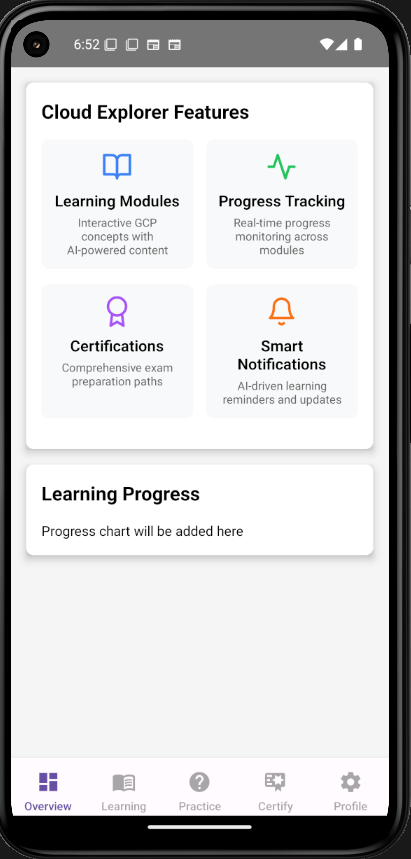 6:52
Cloud Explorer Features
Learning Modules
Interactive GCP
concepts with
AI-powered content
Progress Tracking
Real-time progress
monitoring across
modules
Certifications
Comprehensive exam
preparation paths
Smart
Notifications
AI-driven learning
reminders and updates
Learning Progress
Progress chart will be added here
Overview
Learning
Practice
Certify
Profile